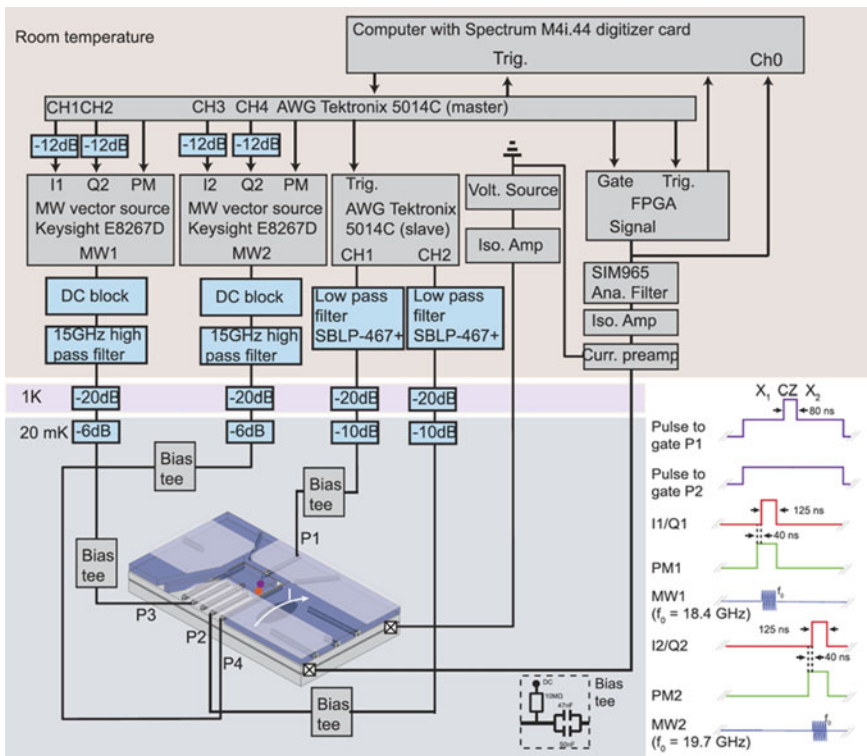 Room temperature
Computer with Spectrum M4i.44 digitizer card
Trig.
Ch0
CH1CH2
CH3 CH4 AWG Tektronix 5014C (master)
-12dB -12dB
-12dB -12dB
I1 Q2 PM
MW vector source
Keysight E8267D
MW1
I2 Q2 PM
MW vector source
Keysight E8267D
MW2
Trig.
AWG Tektronix
5014C (slave)
CH1
CH2
Volt. Source
Iso. Amp
Gate Trig.
FPGA
Signal
SIM965
Ana. Filter
Iso. Amp
Curr. preamp
DC block
15GHz high
pass filter
DC block
15GHz high
pass filter
Low pass
filter
SBLP-467+
Low pass
filter
SBLP-467+
1K
-20dB
-20dB
-20dB
-20dB
20 mK
-6dB
-6dB
-10dB
-10dB
Bias
tee
Bias
tee
Bias
tee
P1
P3
P2
P4
I
Bias
tee
DC
10MΩ
47nF
Bias
tee
X1 CZ X2
80 ns
Pulse to
gate P1
Pulse to
gate P2
I1/Q1
125 ns
40 ns
PM1
MW1
(f0 = 18.4 GHz)
f0
I2/Q2
125 ns
40 ns
PM2
MW2
(f0 = 19.7 GHz)
f0